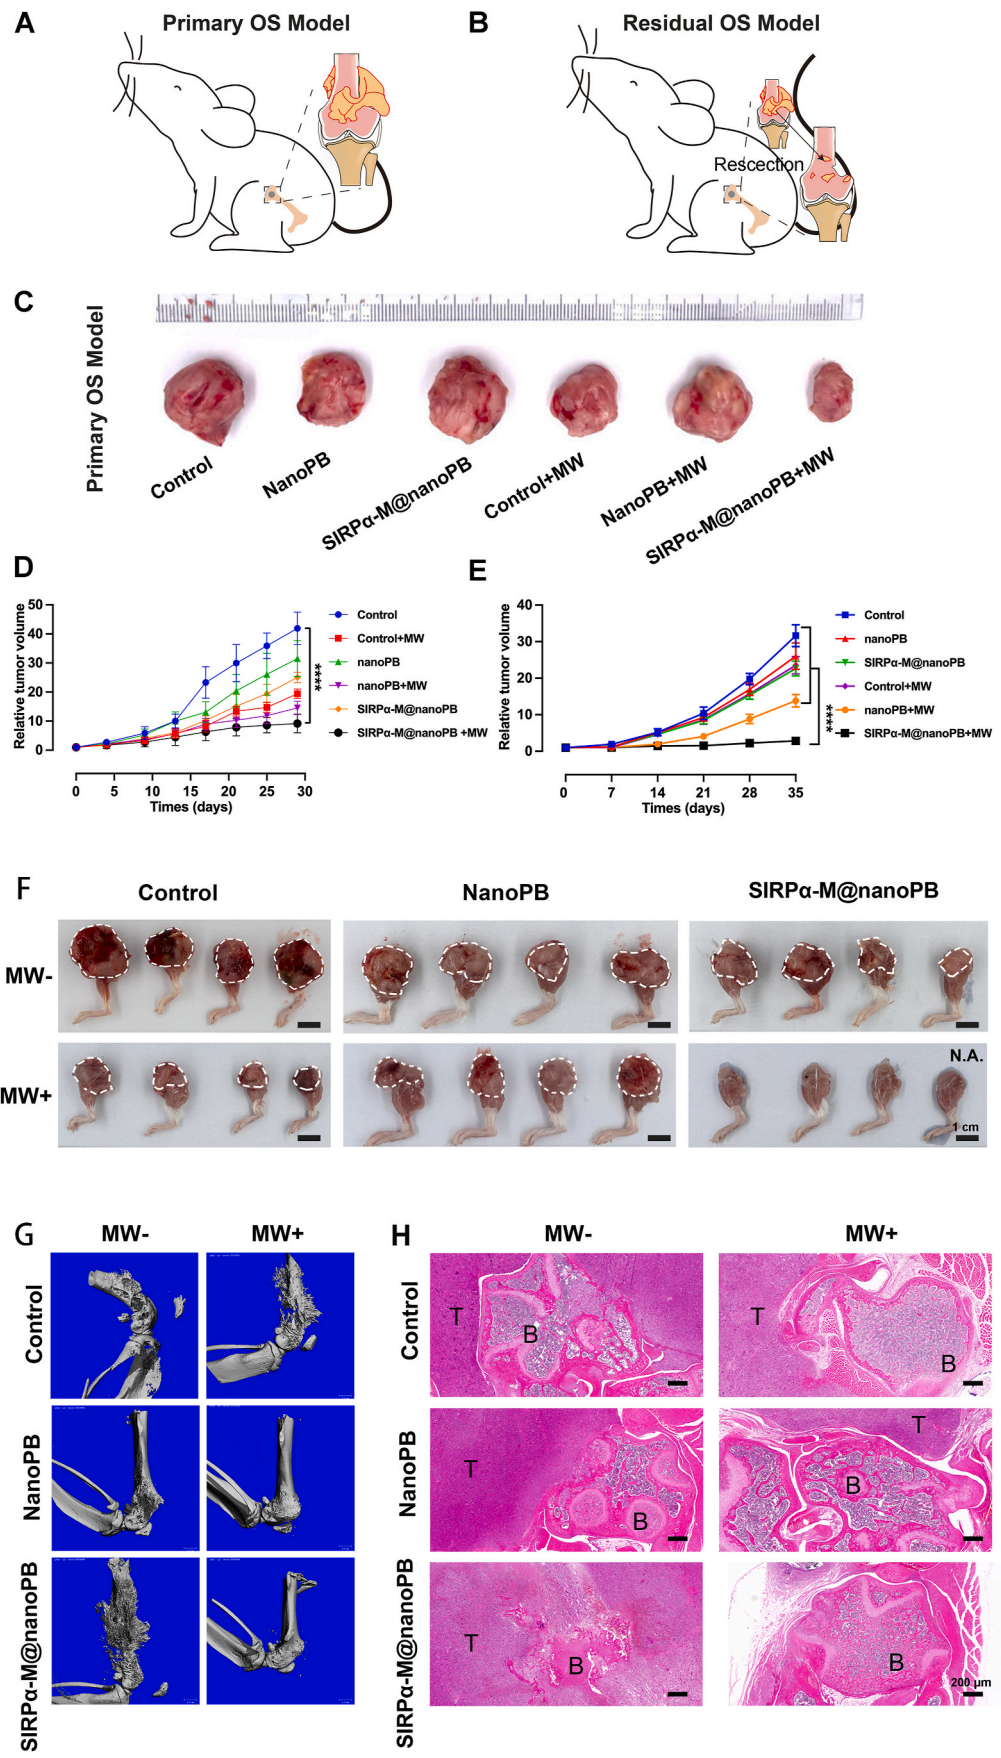 A
Primary OS Model
B
Residual OS Model
Rescection
C
Primary OS Model
Control
NanoPB
SIRPα-M@nanoPB
Control+MW
NanoPB+MW
SIRPα-M@nanoPB+MW
D
Relative tumor volume
50
40
30
20
10
0
0 5 10 15 20 25 30
Times (days)
Control
Control+MW
nanoPB
nanoPB+MW
SIRPα-M@nanoPB
SIRPα-M@nanoPB +MW
****
E
Relative tumor volume
40
30
20
10
0
0 7 14 21 28 35
Times (days)
Control
nanoPB
SIRPα-M@nanoPB
Control+MW
nanoPB+MW
SIRPα-M@nanoPB+MW
****
F
Control NanoPB SIRPα-M@nanoPB
MW-
MW+
N.A.
1 cm
G
MW- MW+
Control
NanoPB
SIRPα-M@nanoPB
H
MW- MW+
Control
T B T B
NanoPB
T B T B
SIRPα-M@nanoPB
T B B
200 μm